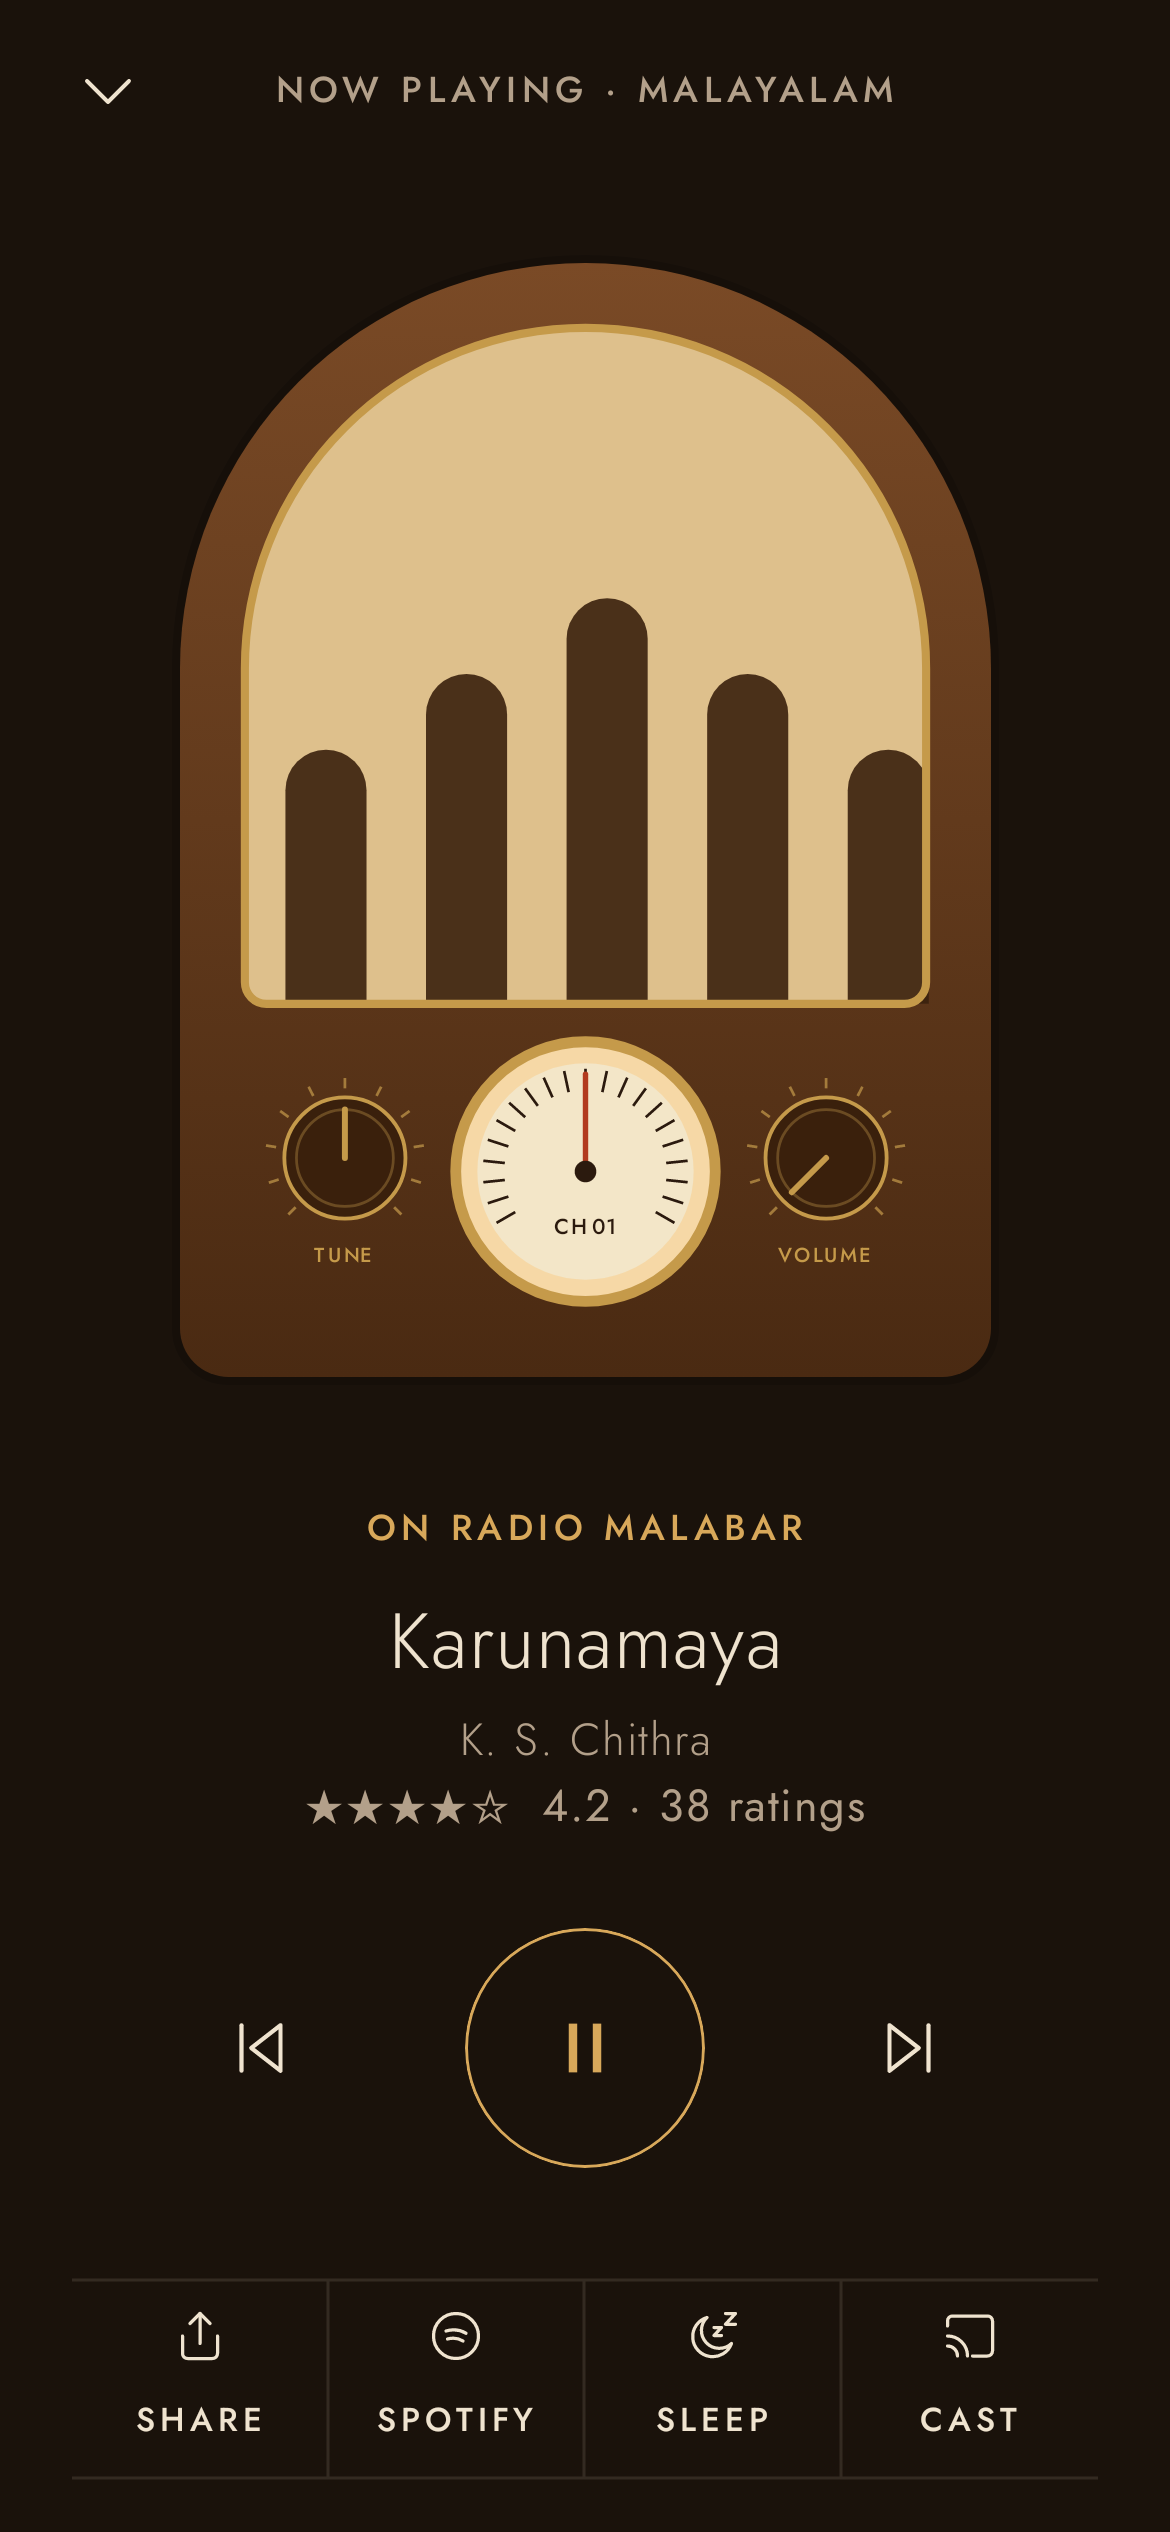 NOW PLAYING · MALAYALAM
CH 01
TUNE
VOLUME
ON RADIO MALABAR
Karunamaya
K. S. Chithra
★★★★☆ 4.2 · 38 ratings
SHARE
SPOTIFY
SLEEP
CAST